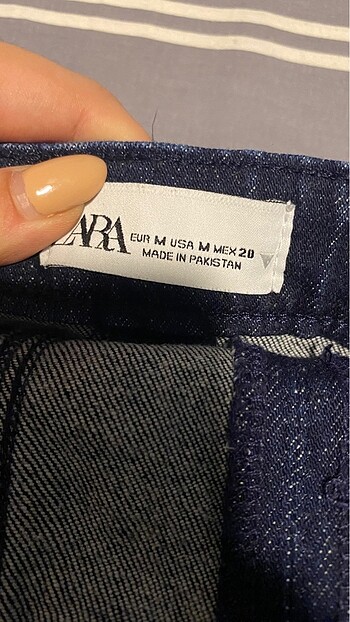 ZARA
EUR M USA M MEX 28
MADE IN PAKISTAN